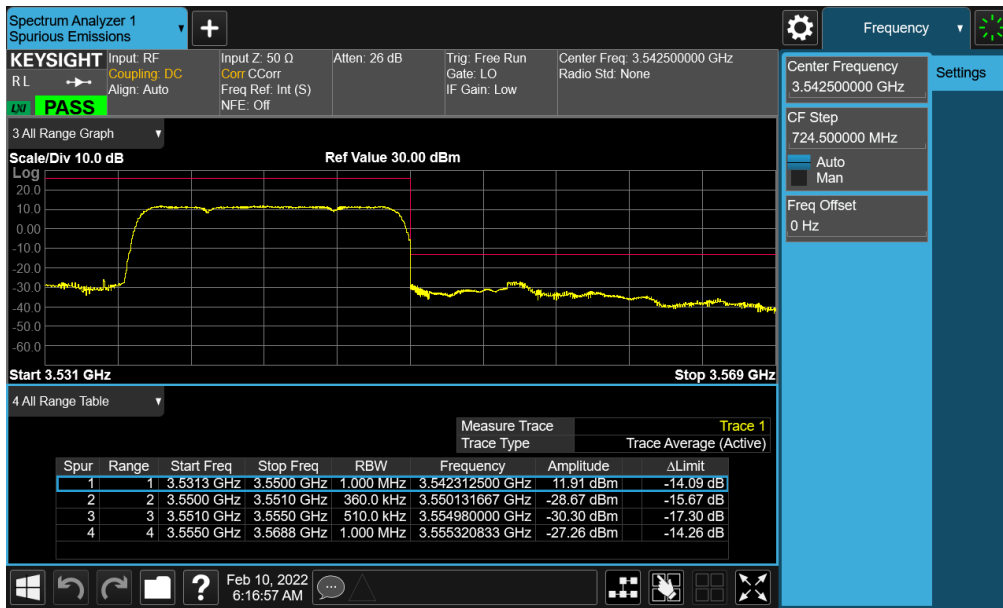 Spectrum Analyzer 1
Spurious Emissions
Frequency
KEYSIGHT
R L
LXI
PASS
Input: RF
Coupling: DC
Align: Auto
Input Z: 50 Ω
Corr CCorr
Freq Ref: Int (S)
NFE: Off
Atten: 26 dB
Trig: Free Run
Gate: LO
IF Gain: Low
Center Freq: 3.542500000 GHz
Radio Std: None
Center Frequency
3.542500000 GHz
Settings
CF Step
724.500000 MHz
Auto
Man
Freq Offset
0 Hz
3 All Range Graph
Scale/Div 10.0 dB
Ref Value 30.00 dBm
Log
20.0
10.0
0.00
-10.0
-20.0
-30.0
-40.0
-50.0
-60.0
Start 3.531 GHz
Stop 3.569 GHz
4 All Range Table
Measure Trace Trace 1
Trace Type Trace Average (Active)
Spur Range Start Freq Stop Freq RBW Frequency Amplitude ΔLimit
1 1 3.5313 GHz 3.5500 GHz 1.000 MHz 3.542312500 GHz 11.91 dBm -14.09 dB
2 2 3.5500 GHz 3.5510 GHz 360.0 kHz 3.550131667 GHz -28.67 dBm -15.67 dB
3 3 3.5510 GHz 3.5550 GHz 510.0 kHz 3.554980000 GHz -30.30 dBm -17.30 dB
4 4 3.5550 GHz 3.5688 GHz 1.000 MHz 3.555320833 GHz -27.26 dBm -14.26 dB
Feb 10, 2022
6:16:57 AM